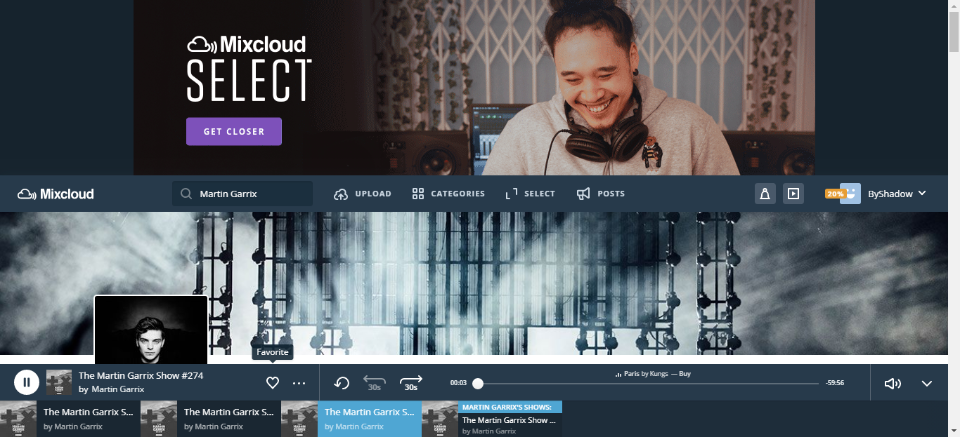 Mixcloud
SELECT
GET CLOSER
Mixcloud
Martin Garrix
UPLOAD
CATEGORIES
SELECT
POSTS
20%
ByShadow
Favorite
The Martin Garrix Show #274
by Martin Garrix
30s
30s
00:03
Paris by Kungs — Buy
-59:56
The Martin Garrix S...
by Martin Garrix
The Martin Garrix S...
by Martin Garrix
The Martin Garrix S...
by Martin Garrix
MARTIN GARRIX'S SHOWS:
The Martin Garrix Show ...
by Martin Garrix